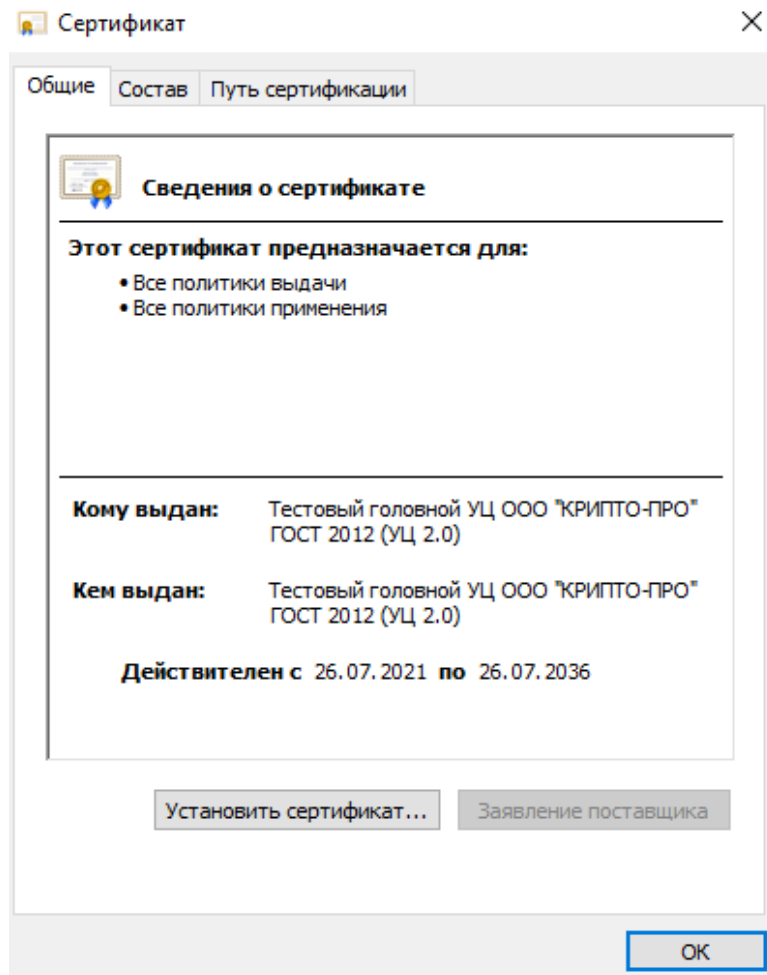 Сертификат
Общие Состав Путь сертификации
Сведения о сертификате
Этот сертификат предназначается для:
• Все политики выдачи
• Все политики применения
Кому выдан: Тестовый головной УЦ ООО "КРИПТО-ПРО"
ГОСТ 2012 (УЦ 2.0)
Кем выдан: Тестовый головной УЦ ООО "КРИПТО-ПРО"
ГОСТ 2012 (УЦ 2.0)
Действителен с 26.07.2021 по 26.07.2036
Установить сертификат... Заявление поставщика
ОК